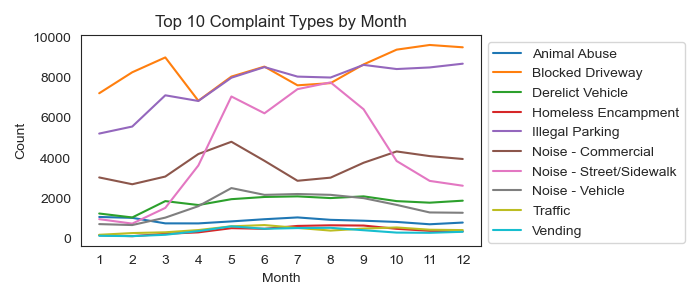 Top 10 Complaint Types by Month
Count
10000
8000
6000
4000
2000
0
1 2 3 4 5 6 7 8 9 10 11 12
Month
Animal Abuse
Blocked Driveway
Derelict Vehicle
Homeless Encampment
Illegal Parking
Noise - Commercial
Noise - Street/Sidewalk
Noise - Vehicle
Traffic
Vending